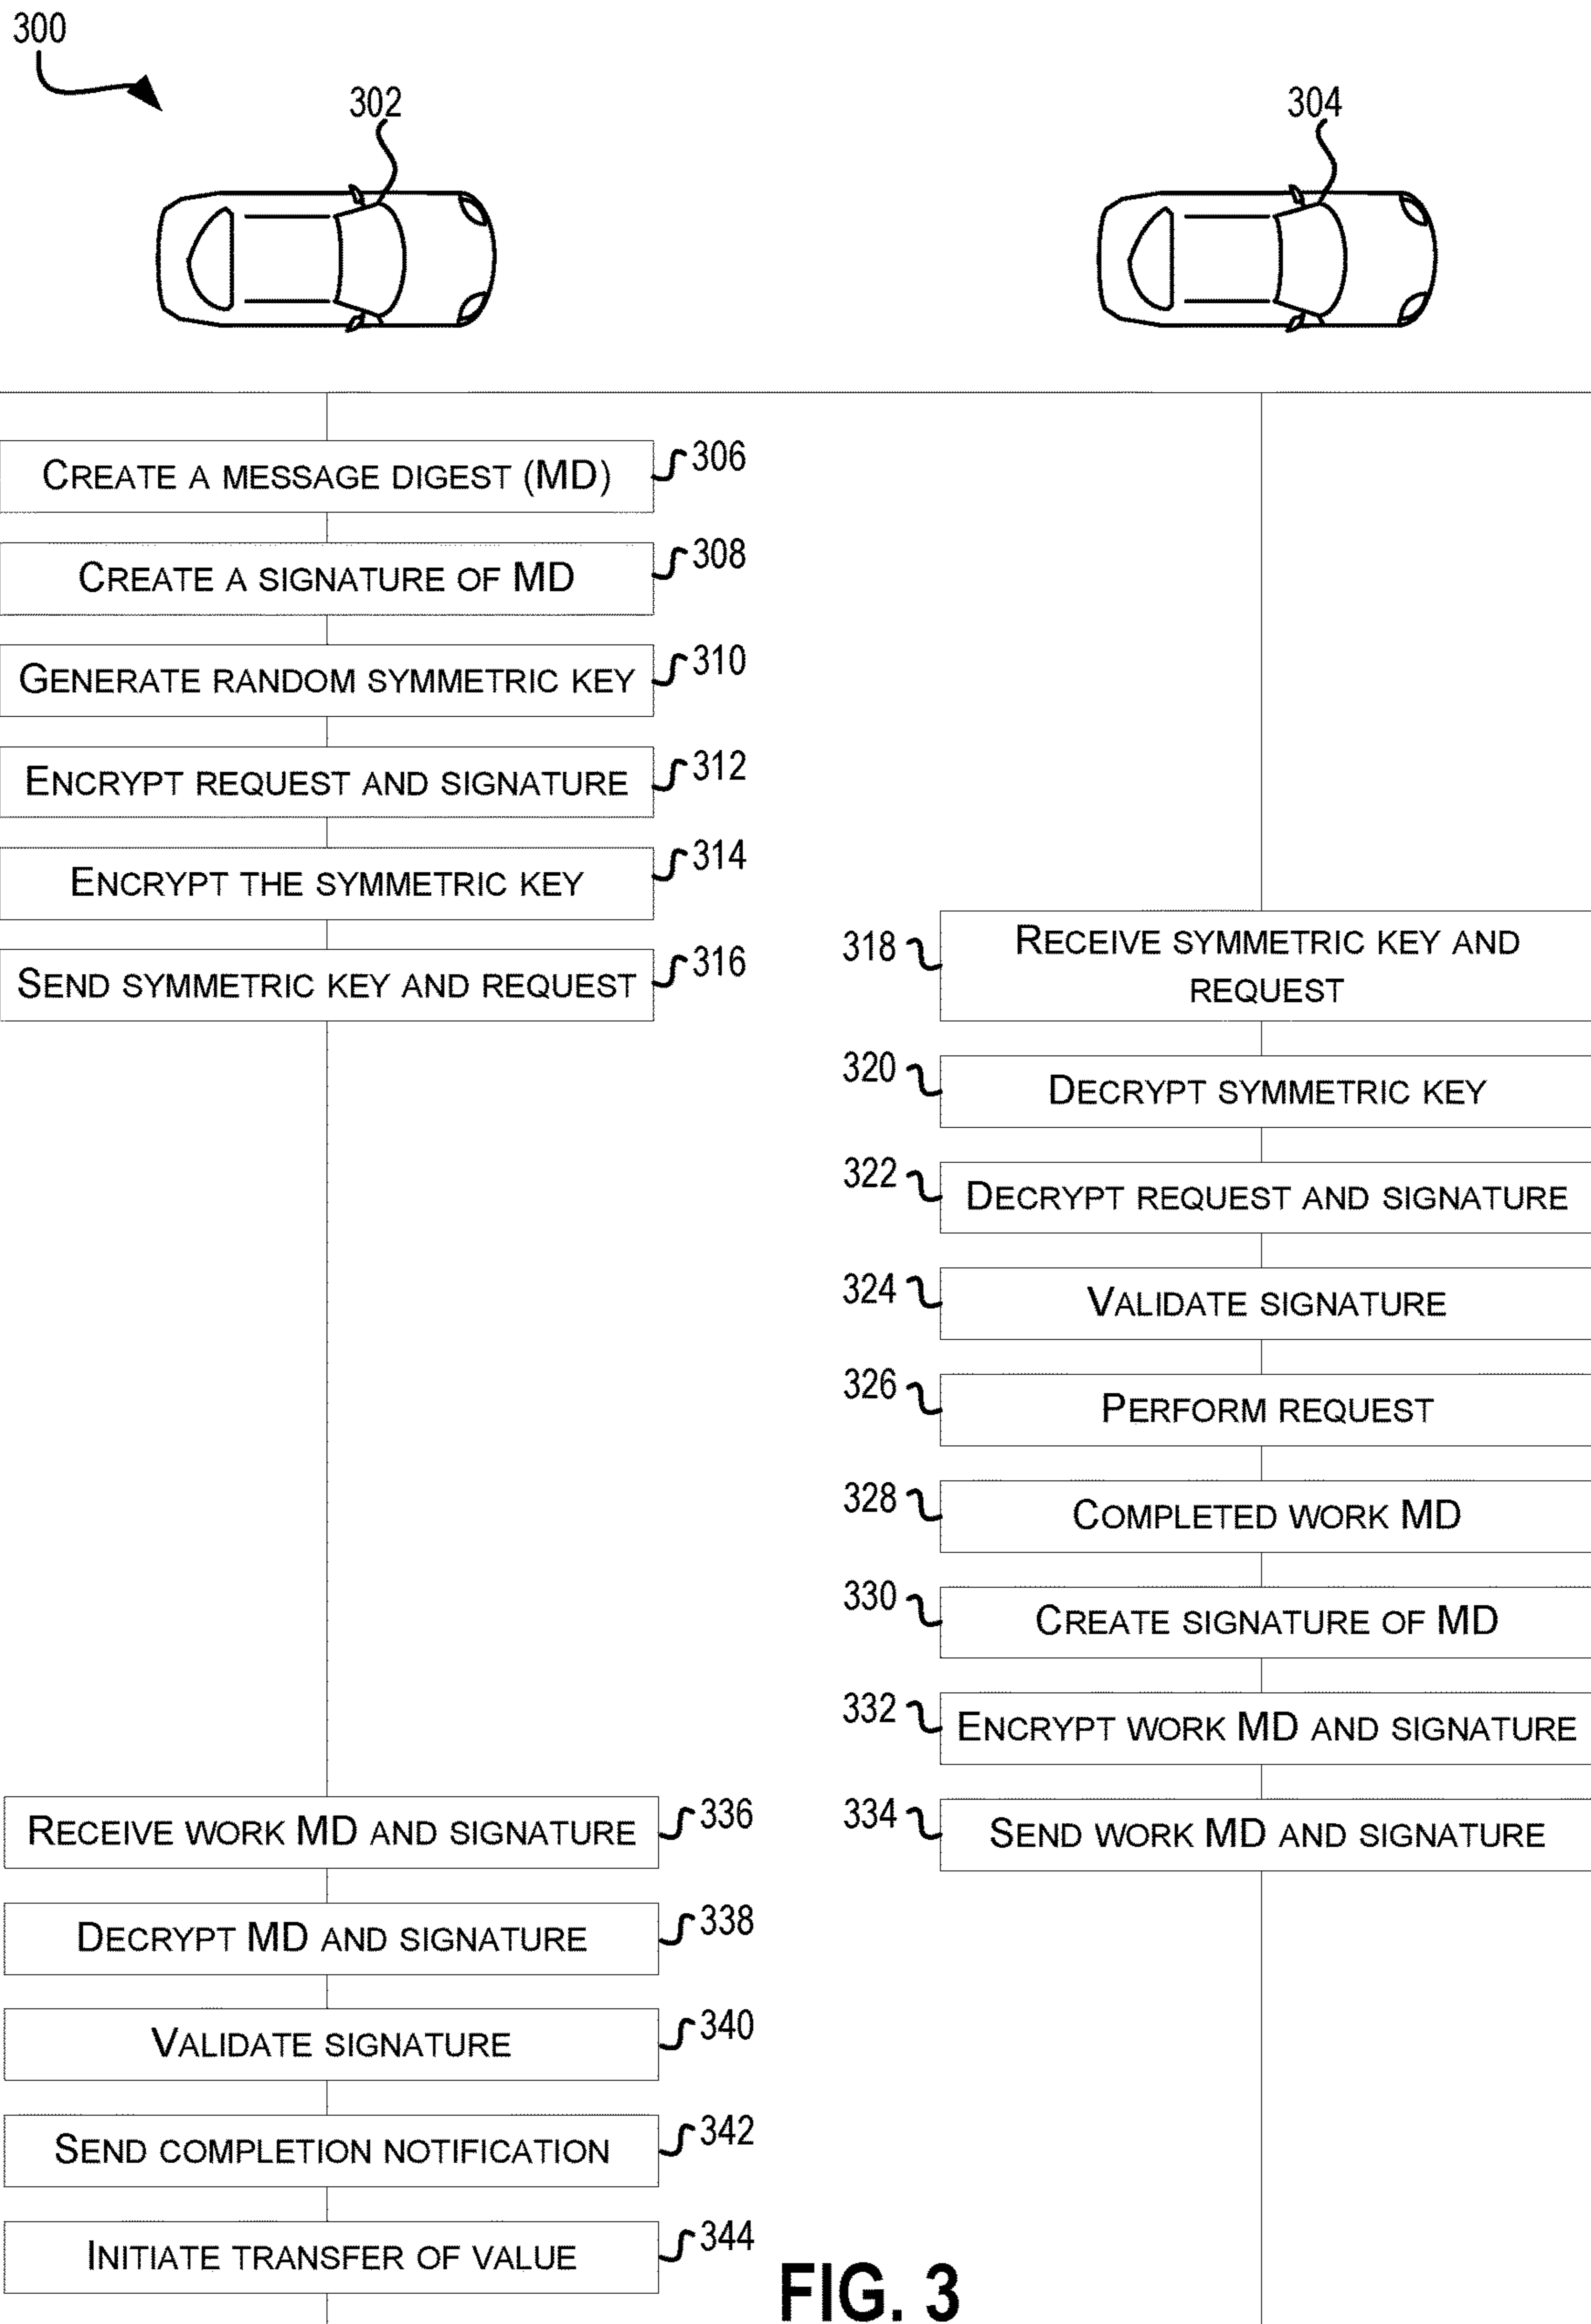 300
302
304
CREATE A MESSAGE DIGEST (MD)
306
CREATE A SIGNATURE OF MD
308
GENERATE RANDOM SYMMETRIC KEY
310
ENCRYPT REQUEST AND SIGNATURE
312
ENCRYPT THE SYMMETRIC KEY
314
SEND SYMMETRIC KEY AND REQUEST
316
318
RECEIVE SYMMETRIC KEY AND
REQUEST
320
DECRYPT SYMMETRIC KEY
322
DECRYPT REQUEST AND SIGNATURE
324
VALIDATE SIGNATURE
326
PERFORM REQUEST
328
COMPLETED WORK MD
330
CREATE SIGNATURE OF MD
332
ENCRYPT WORK MD AND SIGNATURE
334
SEND WORK MD AND SIGNATURE
RECEIVE WORK MD AND SIGNATURE
336
DECRYPT MD AND SIGNATURE
338
VALIDATE SIGNATURE
340
SEND COMPLETION NOTIFICATION
342
INITIATE TRANSFER OF VALUE
344
FIG. 3